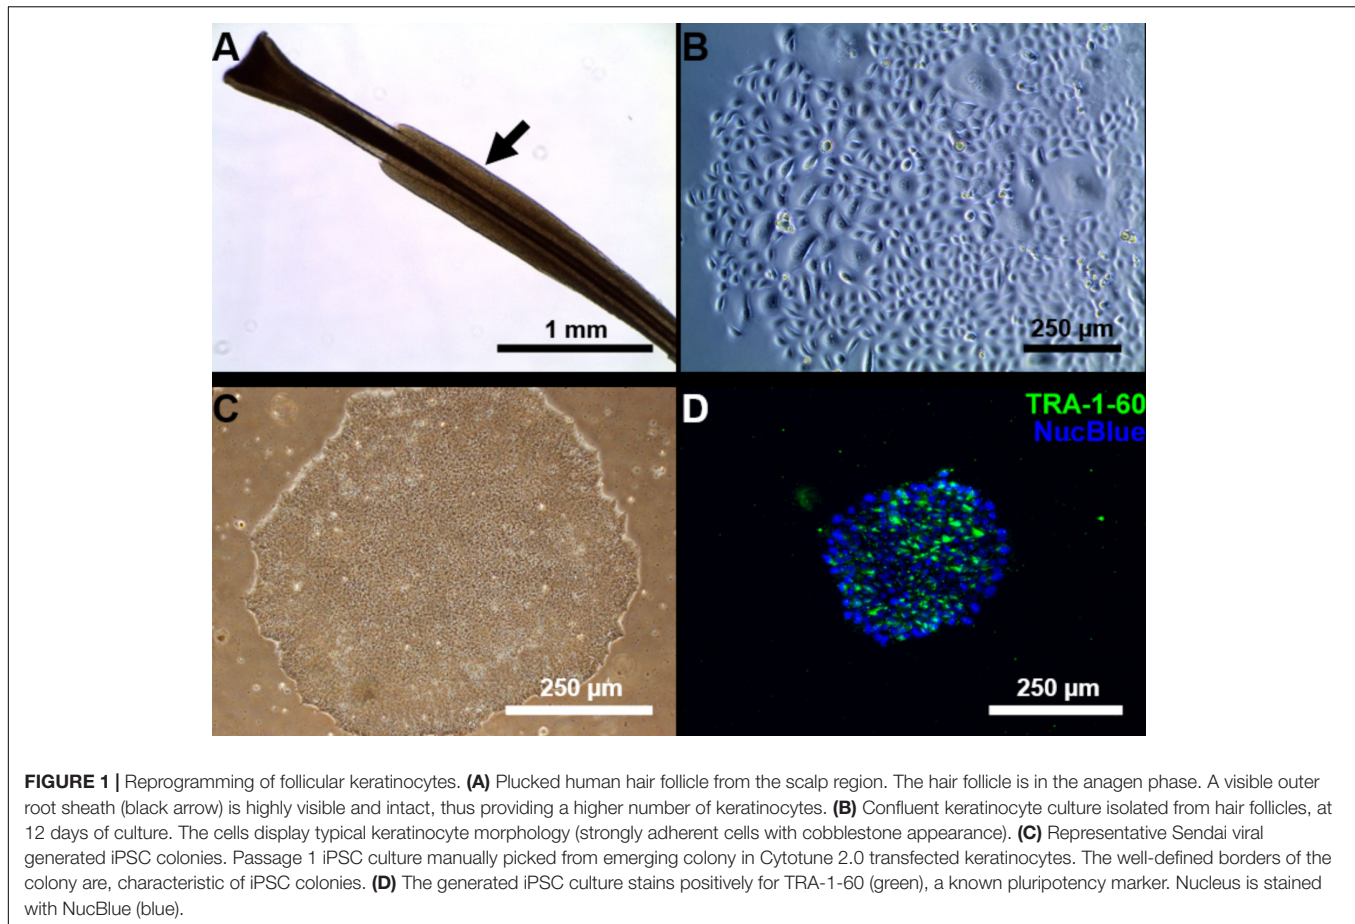 A
1 mm
B
250 µm
C
250 µm
D
TRA-1-60
NucBlue
250 µm
FIGURE 1 | Reprogramming of follicular keratinocytes. (A) Plucked human hair follicle from the scalp region. The hair follicle is in the anagen phase. A visible outer
root sheath (black arrow) is highly visible and intact, thus providing a higher number of keratinocytes. (B) Confluent keratinocyte culture isolated from hair follicles, at
12 days of culture. The cells display typical keratinocyte morphology (strongly adherent cells with cobblestone appearance). (C) Representative Sendai viral
generated iPSC colonies. Passage 1 iPSC culture manually picked from emerging colony in Cytotune 2.0 transfected keratinocytes. The well-defined borders of the
colony are, characteristic of iPSC colonies. (D) The generated iPSC culture stains positively for TRA-1-60 (green), a known pluripotency marker. Nucleus is stained
with NucBlue (blue).